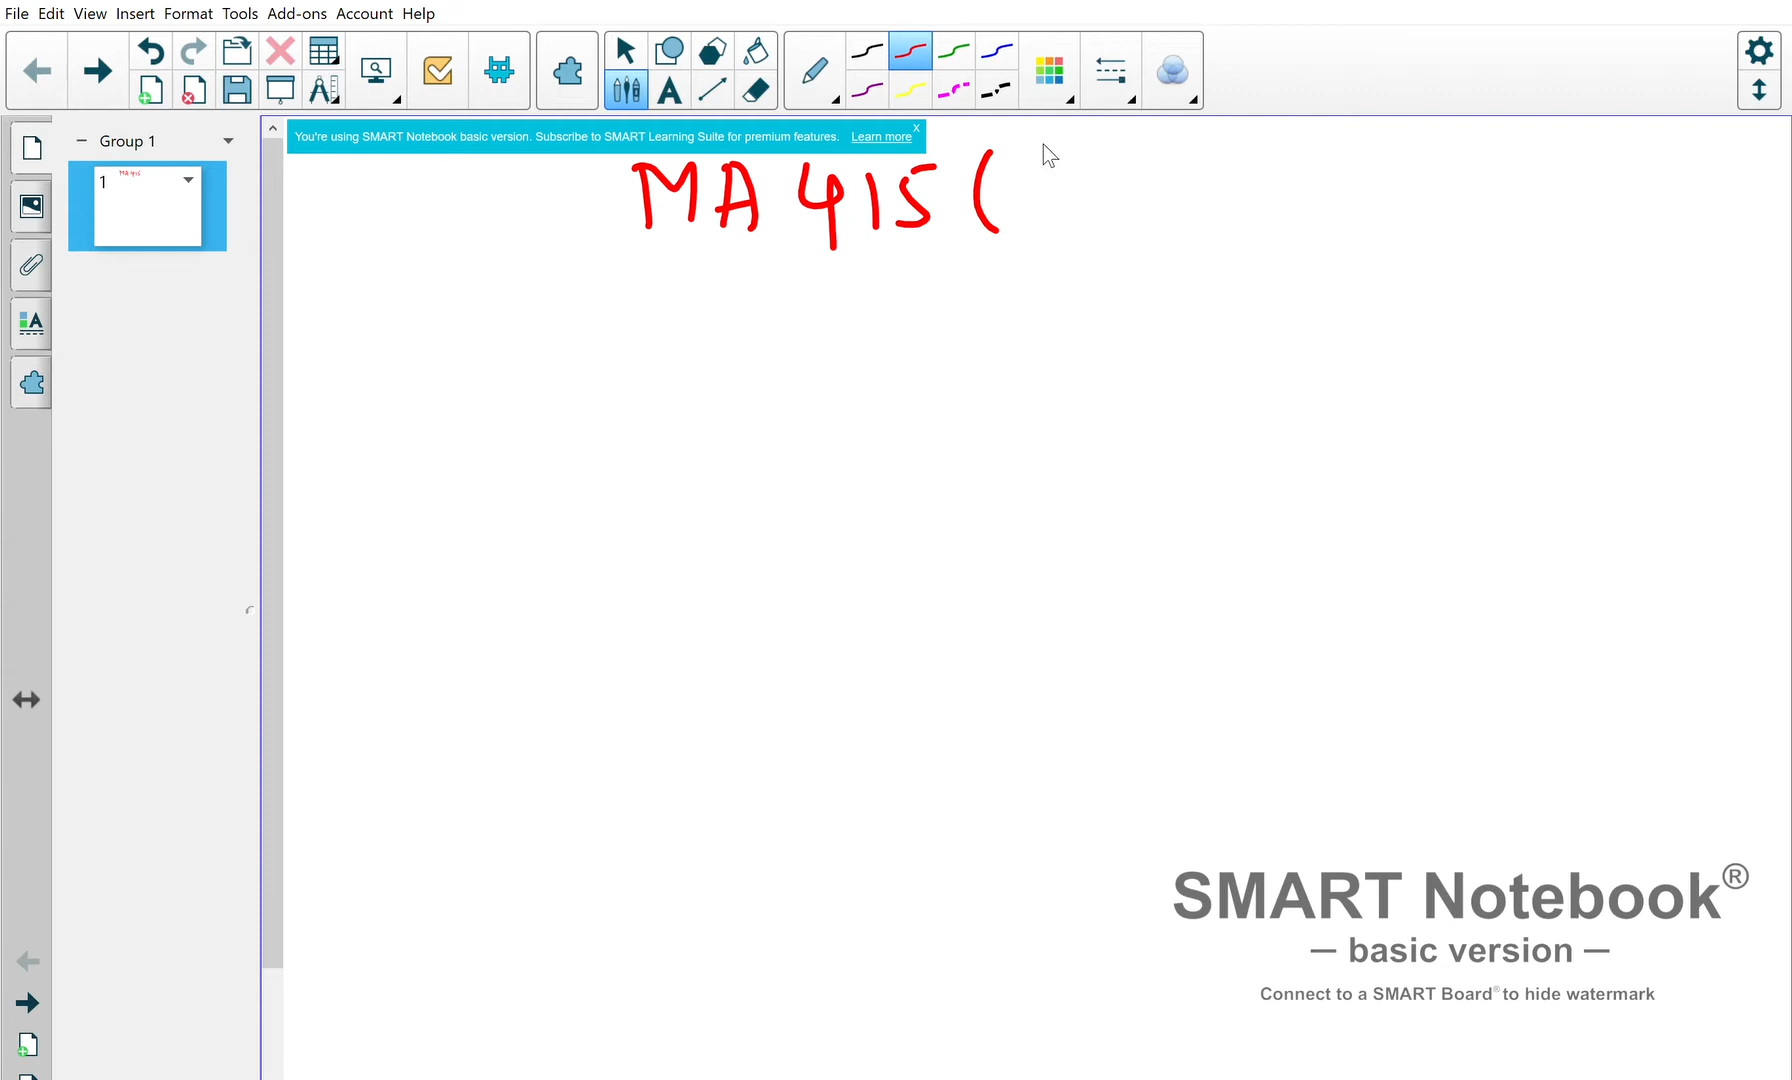 File Edit View Insert Format Tools Add-ons Account Help
Group 1
1
MA 415
You're using SMART Notebook basic version. Subscribe to SMART Learning Suite for premium features. Learn more X
MA 415 (
SMART Notebook®
— basic version —
Connect to a SMART Board® to hide watermark